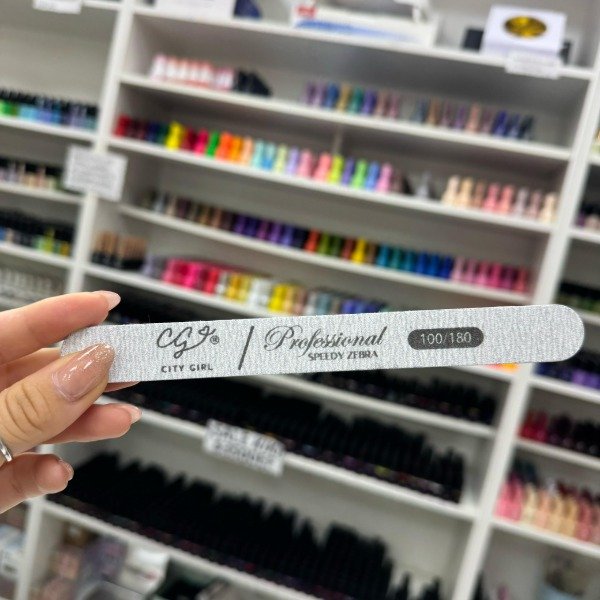 CGI®
CITY GIRL
Professional
SPEEDY ZEBRA
100/180